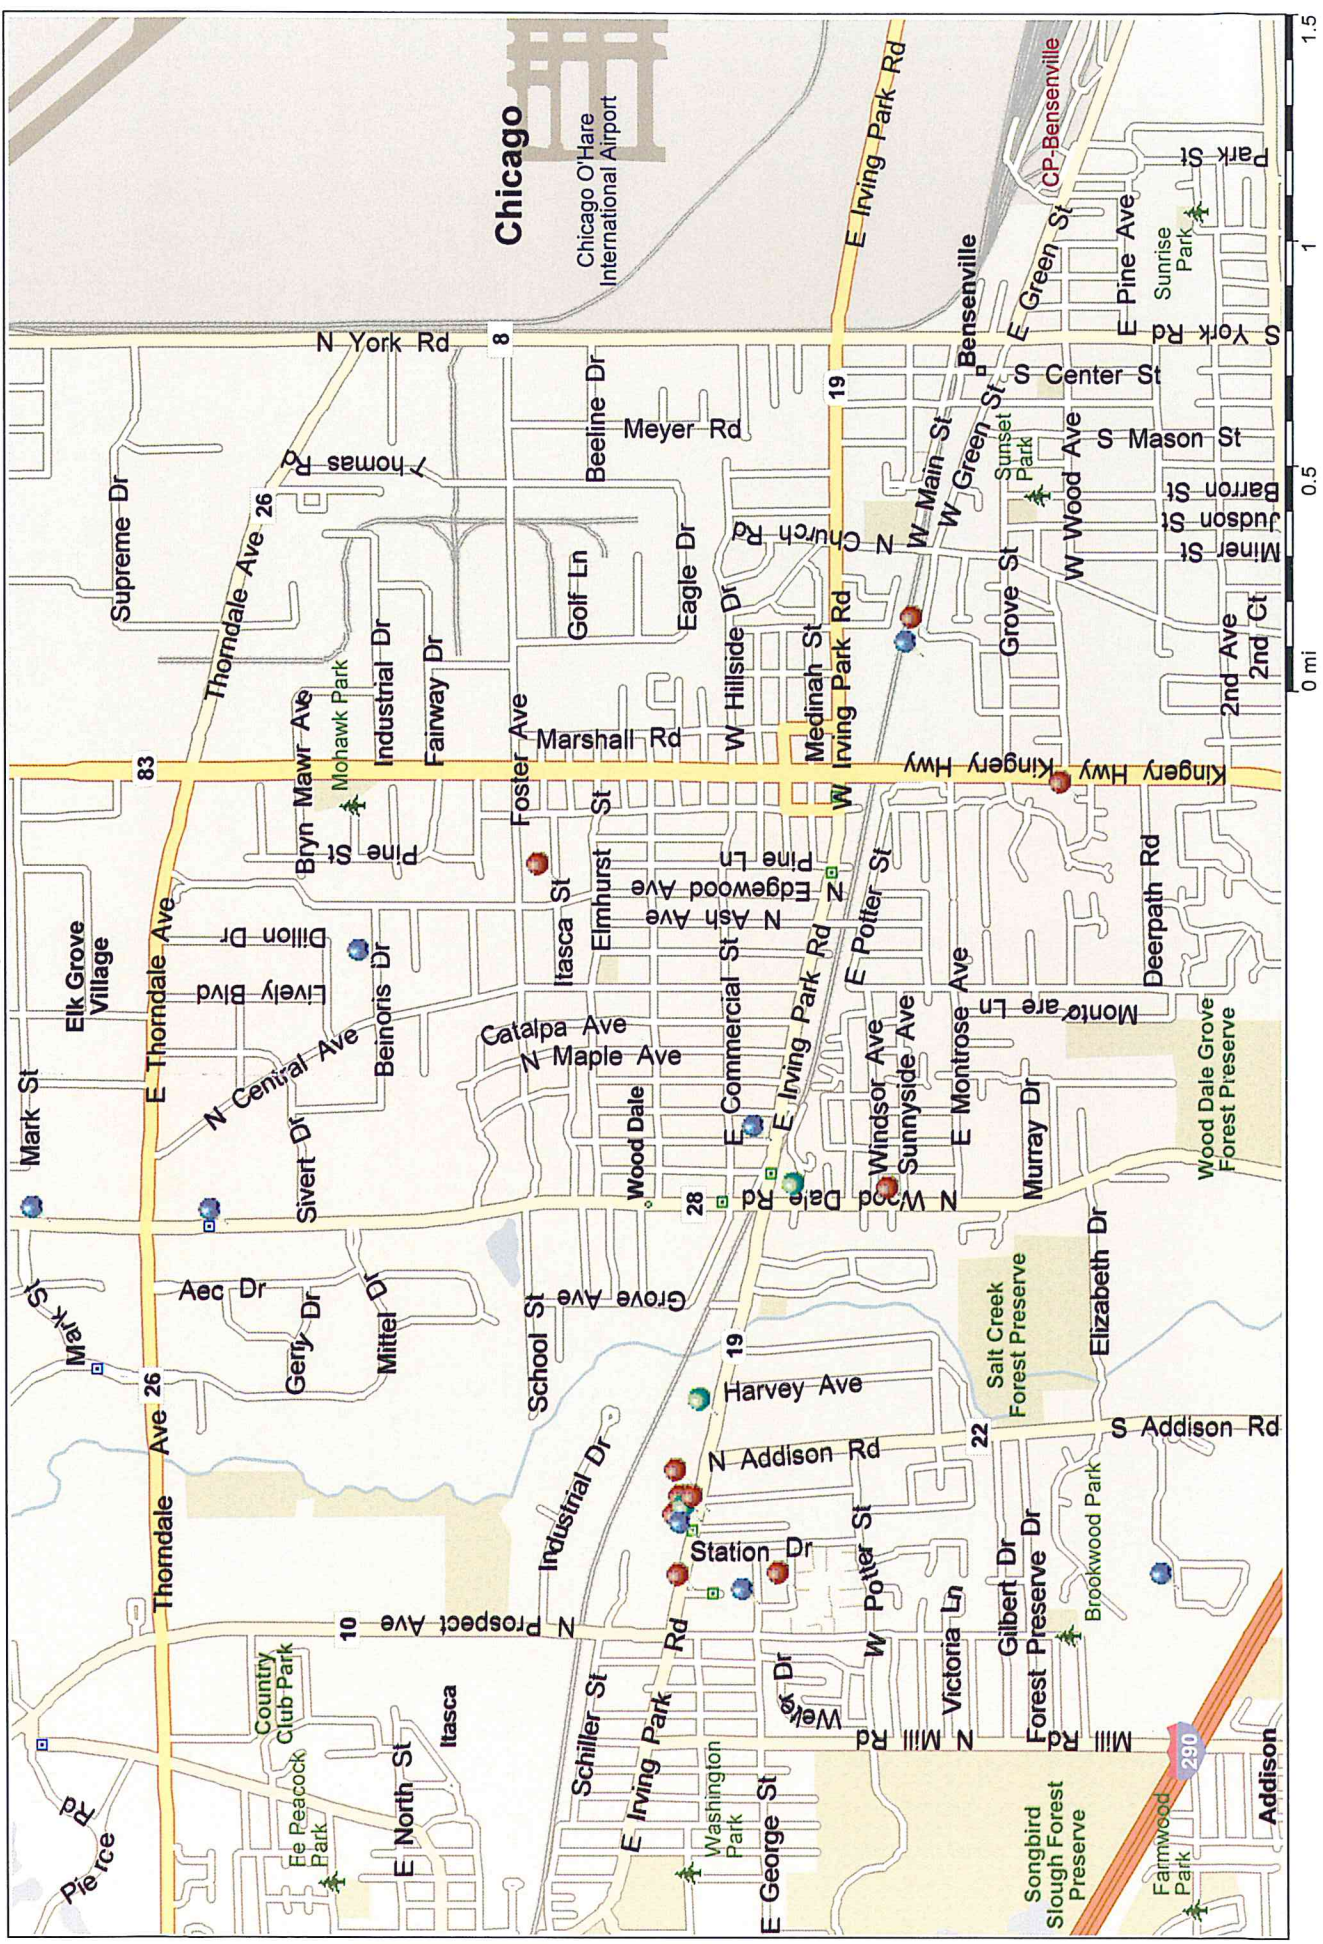 Pierce
Rd
Fe Peacock
Park
Country
Club Park
E North St
Itasca
Schiller St
E Irving Park Rd
Washington
Park
E George St
Songbird
Slough Forest
Preserve
Farmwood
Park
Addison
290
N Mill Rd
Mill Rd
Victoria Ln
W Potter St
Gilbert Dr
Forest Preserve Dr
Brookwood Park
Thorndale Ave
10
N Prospect Ave
Industrial Dr
Station Dr
N Addison Rd
22
S Addison Rd
Harvey Ave
19
Salt Creek
Forest Preserve
Elizabeth Dr
26
Mark St
Aec Dr
Gerry Dr
Mittel Dr
School St
Grove Ave
Mark St
Sivert Dr
Wood Dale
28
N Wood Dale Rd
E Commercial St
E Irving Park Rd
Windsor Ave
Sunnyside Ave
E Montrose Ave
Murray Dr
Wood Dale Grove
Forest Preserve
Elk Grove
Village
E Thorndale Ave
N Central Ave
Lively Blvd
Dillon Dr
Beinoris Dr
Catalpa Ave
N Maple Ave
Itasca St
Elmhurst St
N Ash Ave
N Edgewood Ave
Pine Ln
E Potter St
Deerpath Rd
83
Bryn Mawr Ave
Mohawk Park
Pine St
Industrial Dr
Fairway Dr
Foster Ave
Marshall Rd
W Hillside Dr
Medinah St
W Irving Park Rd
Kingery Hwy
Kingery Hwy
2nd Ave
2nd Ct
Thorndale Ave
Supreme Dr
26
Thomas Rd
Golf Ln
Eagle Dr
N Church Rd
W Main St
W Green St
Grove St
W Wood Ave
Sunset
Park
Miner St
Judson St
Barron St
S Mason St
S Center St
Beeline Dr
Meyer Rd
N York Rd
8
19
Bensenville
S York Rd
E Green St
E Pine Ave
Sunrise
Park
Park St
CP-Bensenville
E Irving Park Rd
Chicago
Chicago O'Hare
International Airport
0 mi
0.5
1
1.5